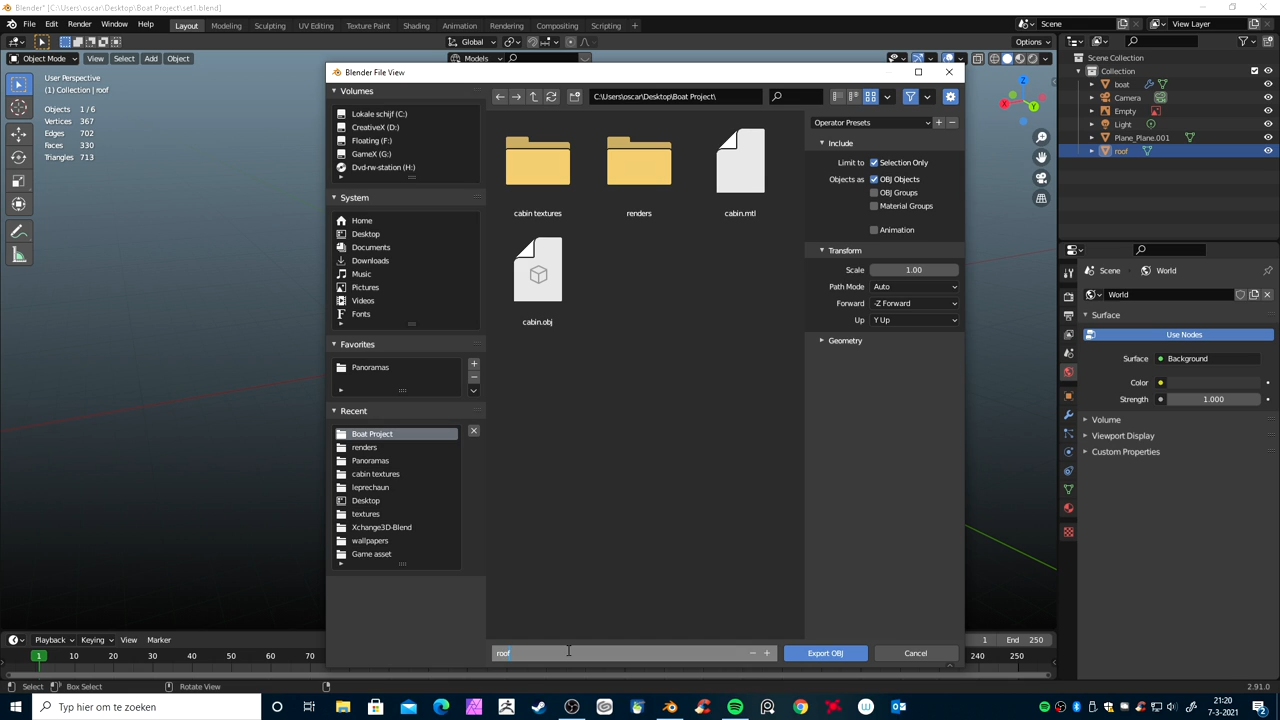 Blender* [C:\Users\oscar\Desktop\Boat Project\set1.blend]
File Edit Render Window Help Layout Modeling Sculpting UV Editing Texture Paint Shading Animation Rendering Compositing Scripting Scene View Layer
Global Options
Object Mode View Select Add Object Models
User Perspective
(1) Collection | roof
Objects 1 / 6
Vertices 367
Edges 702
Faces 330
Triangles 713
Blender File View
Volumes
Lokale schijf (C:)
CreativeX (D:)
Floating (F:)
GameX (G:)
Dvd-rw-station (H:)
System
Home
Desktop
Documents
Downloads
Music
Pictures
Videos
Fonts
Favorites
Panoramas
Recent
Boat Project
renders
Panoramas
cabin textures
leprechaun
Desktop
textures
Xchange3D-Blend
wallpapers
Game asset
C:\Users\oscar\Desktop\Boat Project\
cabin textures
renders
cabin.mtl
cabin.obj
Operator Presets
Include
Limit to Selection Only
Objects as OBJ Objects
OBJ Groups
Material Groups
Animation
Transform
Scale 1.00
Path Mode Auto
Forward -Z Forward
Up Y Up
Geometry
roof
Export OBJ
Cancel
X
Y
Z
Scene Collection
Collection
boat
Camera
Empty
Light
Plane_Plane.001
roof
Scene World
World
Surface
Use Nodes
Surface Background
Color
Strength 1.000
Volume
Viewport Display
Custom Properties
Playback Keying View Marker 1 End 250
1 10 20 30 40 50 60 70 240 250
Select Box Select Rotate View 2.91.0
Typ hier om te zoeken
21:20
7-3-2021